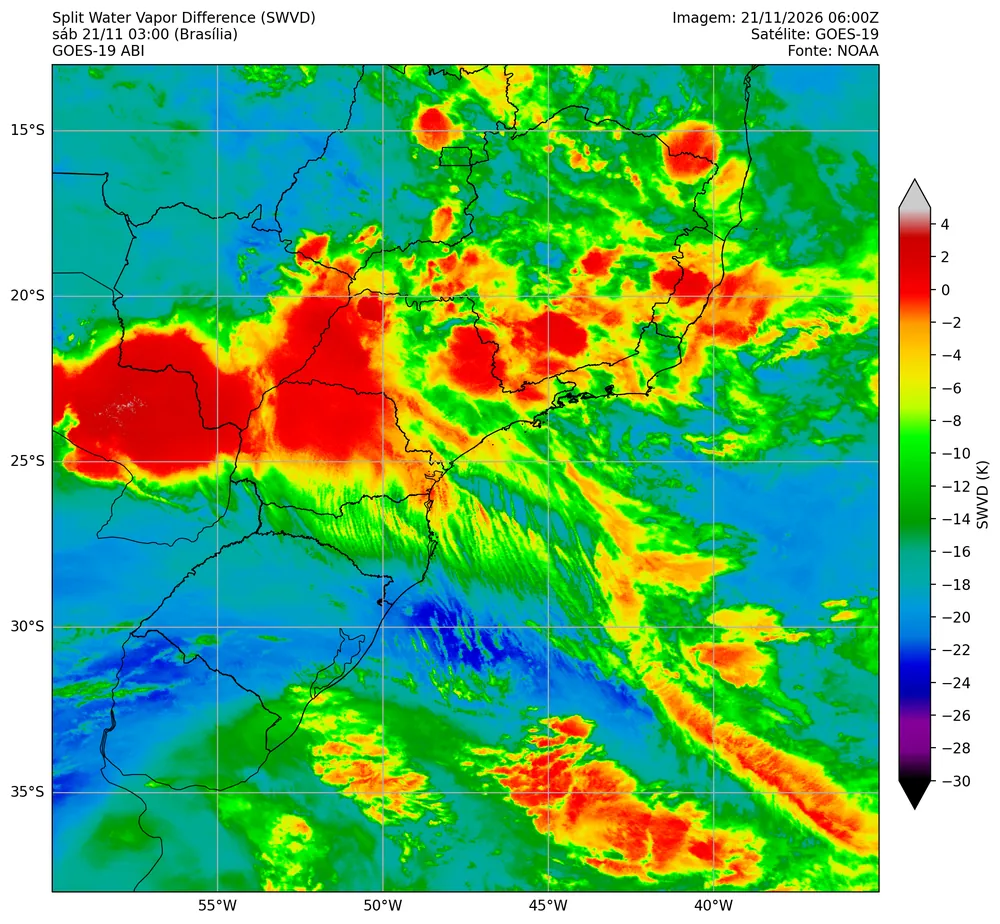 Split Water Vapor Difference (SWVD)
sáb 21/11 03:00 (Brasília)
GOES-19 ABI
Imagem: 21/11/2026 06:00Z
Satélite: GOES-19
Fonte: NOAA
15°S
20°S
25°S
30°S
35°S
55°W
50°W
45°W
40°W
4
2
0
−2
−4
−6
−8
−10
−12
−14
−16
−18
−20
−22
−24
−26
−28
−30
SWVD (K)